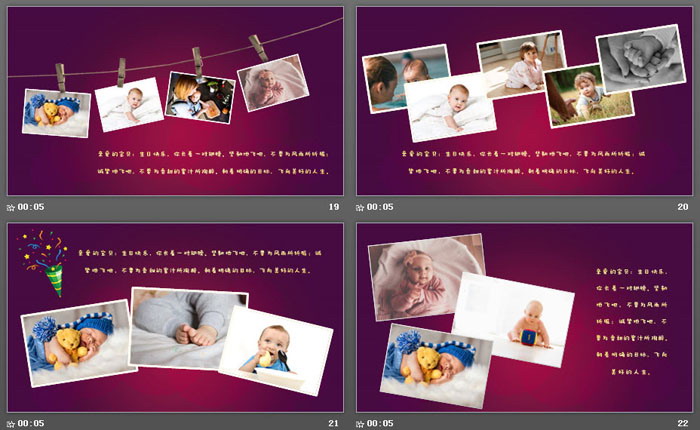 亲爱的宝贝：生日快乐，你长着一对翅膀。坚韧地飞吧，不要为风雨所折服；诚
挚地飞吧，不要为香甜的蜜汁所陶醉。朝着明确的目标，飞向美好的人生。
00:05
19
亲爱的宝贝：生日快乐，你长着一对翅膀。坚韧地飞吧，不要为风雨所折服；诚
挚地飞吧，不要为香甜的蜜汁所陶醉。朝着明确的目标，飞向美好的人生。
00:05
20
亲爱的宝贝：生日快乐，你长着一对翅膀。坚韧地飞吧，不要为风雨所折服；诚
挚地飞吧，不要为香甜的蜜汁所陶醉。朝着明确的目标，飞向美好的人生。
00:05
21
亲爱的宝贝：生日快乐，
你长着一对翅膀。坚韧
地飞吧，不要为风雨所
折服；诚挚地飞吧，不
要为香甜的蜜汁所陶醉。
朝着明确的目标，飞向
美好的人生。
00:05
22